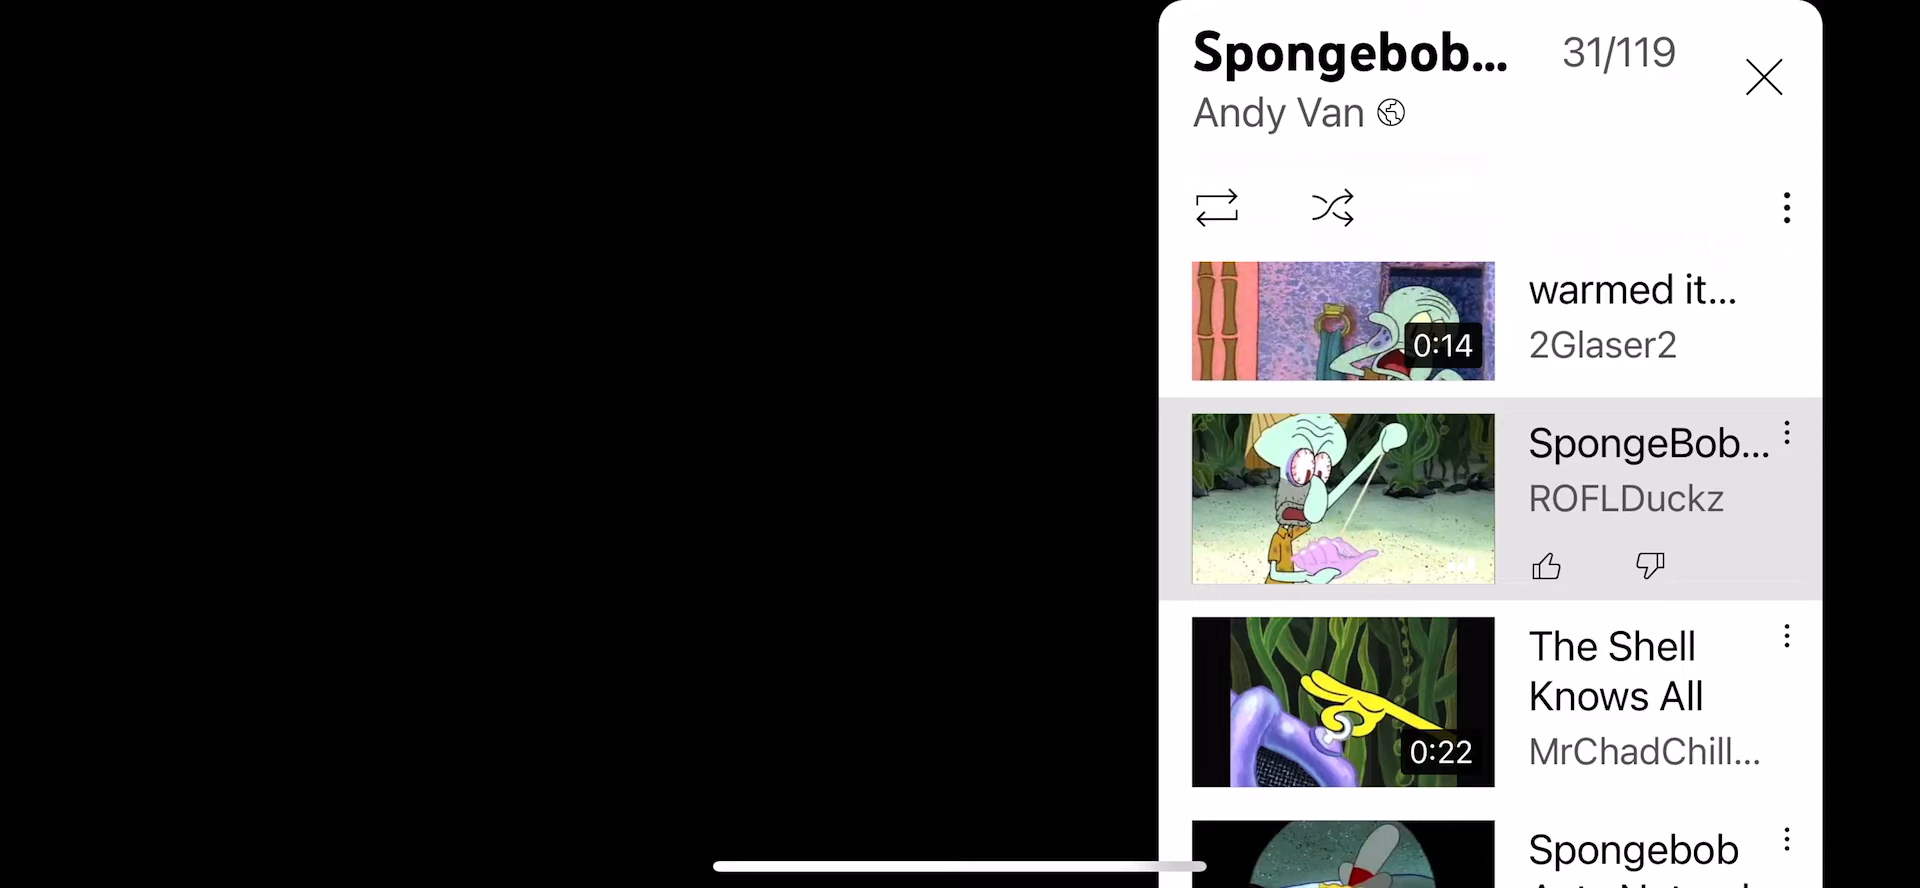 Spongebob...
31/119
Andy Van
warmed it...
2Glaser2
0:14
SpongeBob...
ROFLDuckz
The Shell
Knows All
MrChadChill...
0:22
Spongebob